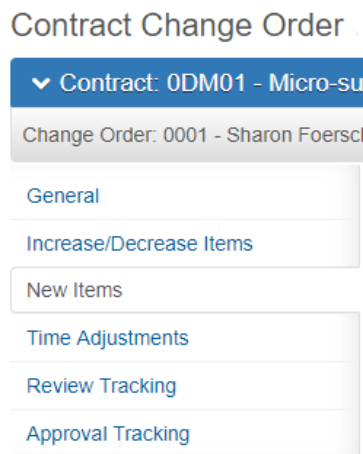 Contract Change Order
Contract: 0DM01 - Micro-su
Change Order: 0001 - Sharon Foersc
General
Increase/Decrease Items
New Items
Time Adjustments
Review Tracking
Approval Tracking